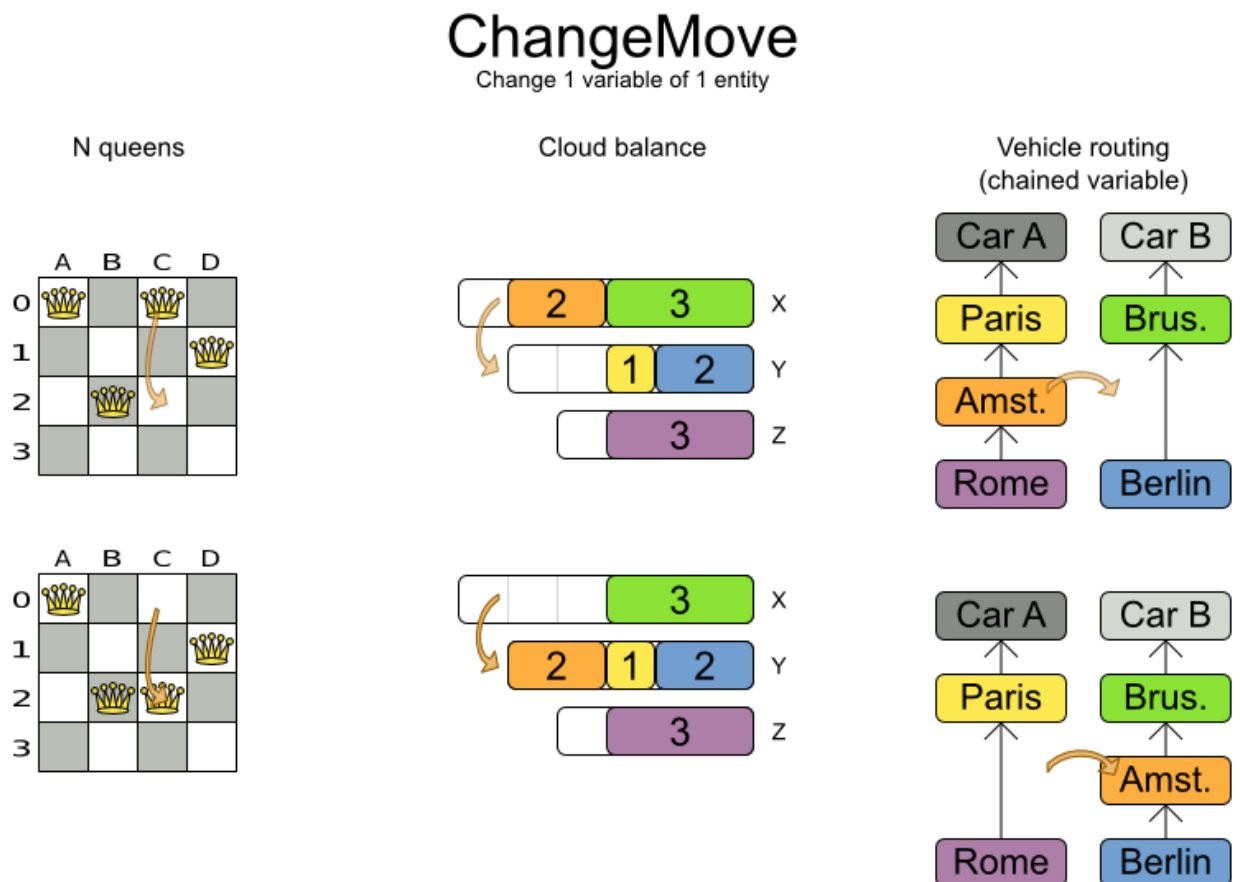 ChangeMove
Change 1 variable of 1 entity
N queens
Cloud balance
Vehicle routing
(chained variable)
A B C D
0
1
2
3
2 3 X
1 2 Y
3 Z
Car A Car B
Paris Brus.
Amst.
Rome Berlin
A B C D
0
1
2
3
3 X
2 1 2 Y
3 Z
Car A Car B
Paris Brus.
Amst.
Rome Berlin